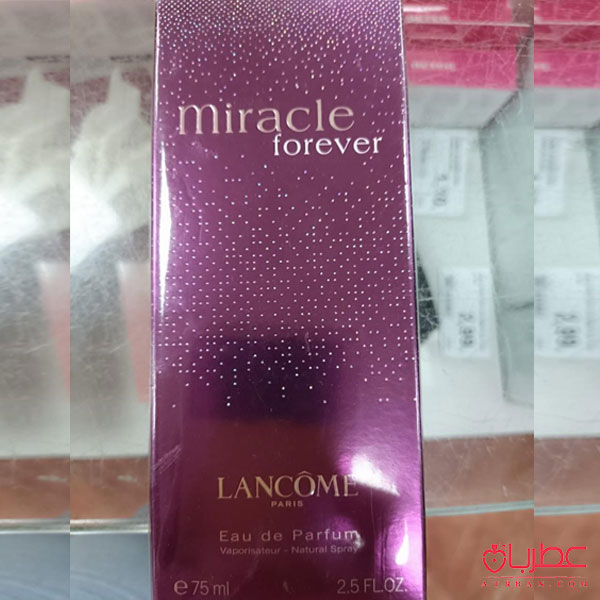 miracle
forever
LANCÔME
PARIS
Eau de Parfum
Vaporisateur - Natural Spray
e 75 ml 2.5 FL.OZ.
عطربان